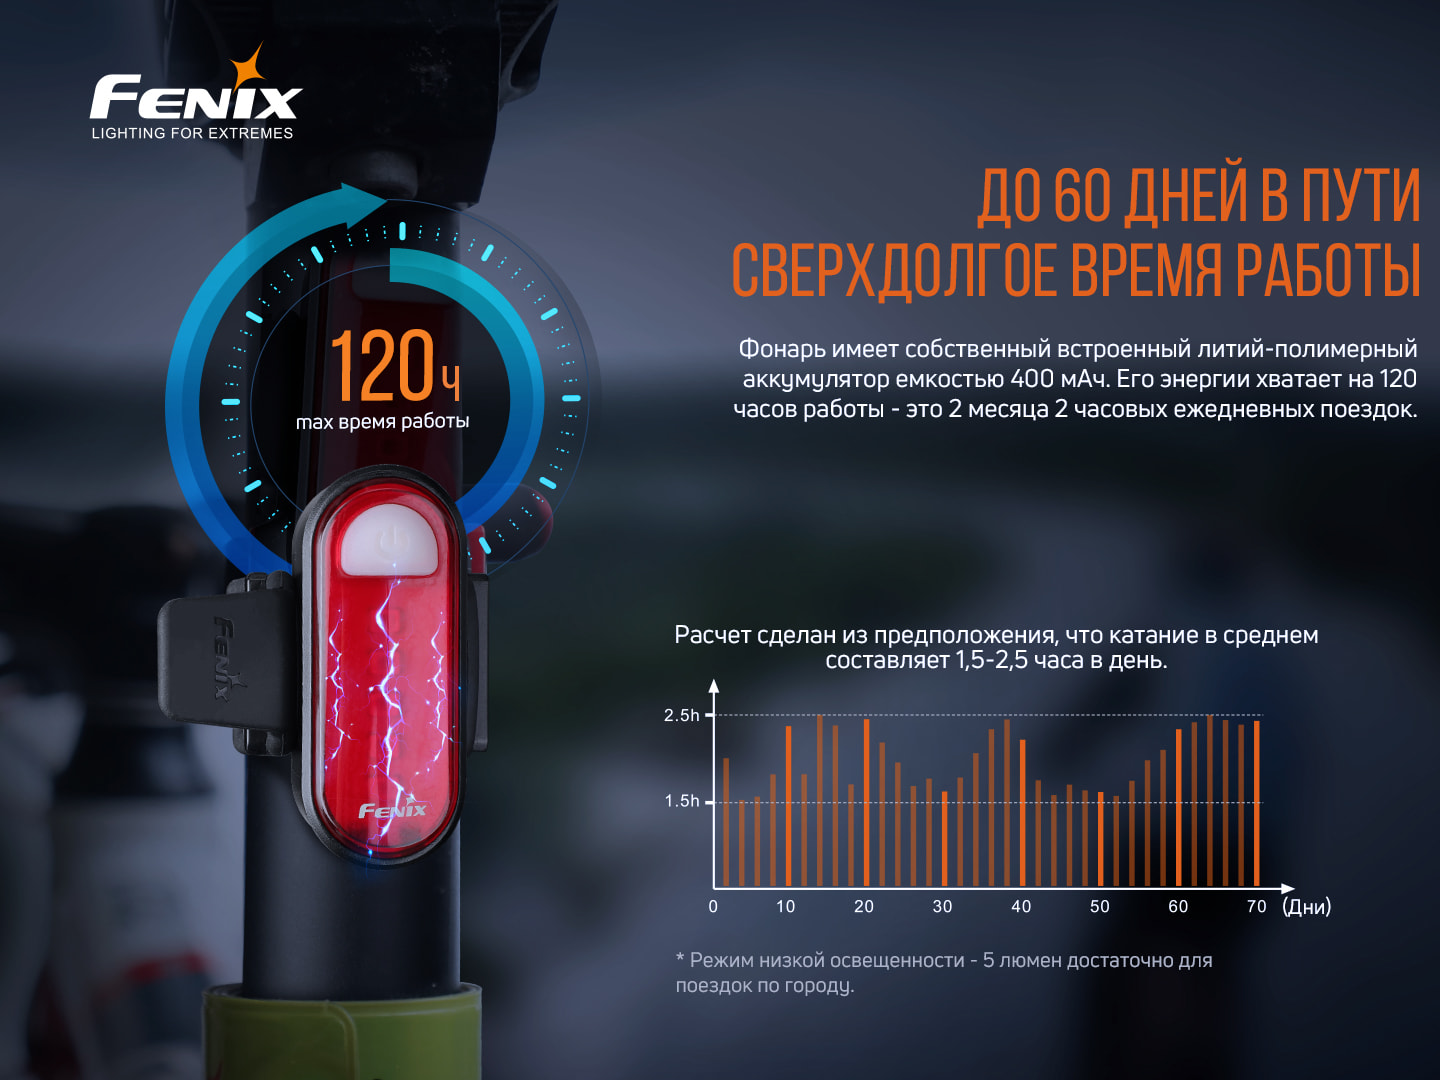 FENIX
LIGHTING FOR EXTREMES
ДО 60 ДНЕЙ В ПУТИ
СВЕРХДОЛГОЕ ВРЕМЯ РАБОТЫ
Фонарь имеет собственный встроенный литий-полимерный
аккумулятор емкостью 400 мАч. Его энергии хватает на 120
часов работы - это 2 месяца 2 часовых ежедневных поездок.
120 ч
max время работы
FENIX
FENIX
Расчет сделан из предположения, что катание в среднем
составляет 1,5-2,5 часа в день.
2.5h
1.5h
0 10 20 30 40 50 60 70 (Дни)
* Режим низкой освещенности - 5 люмен достаточно для
поездок по городу.